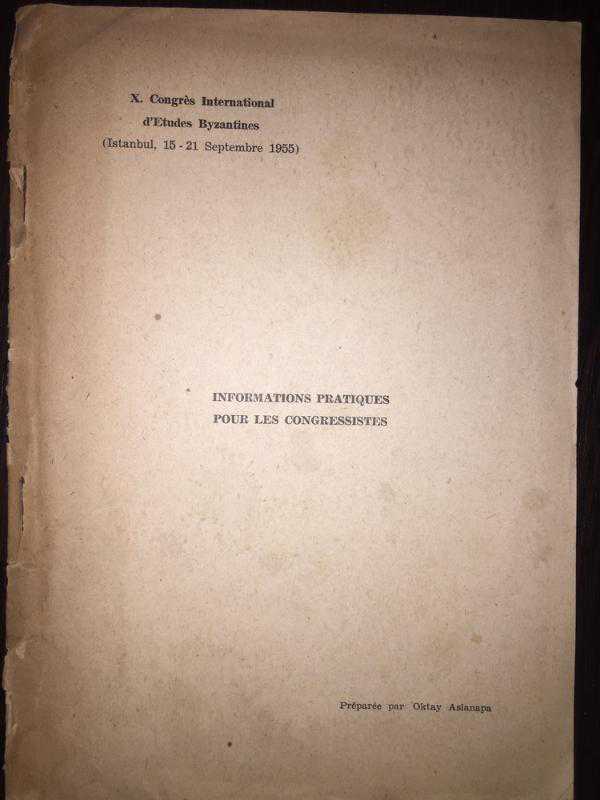 X. Congrès International
d'Etudes Byzantines
(Istanbul, 15 - 21 Septembre 1955)
INFORMATIONS PRATIQUES
POUR LES CONGRESSISTES
Préparée par Oktay Aslanapa